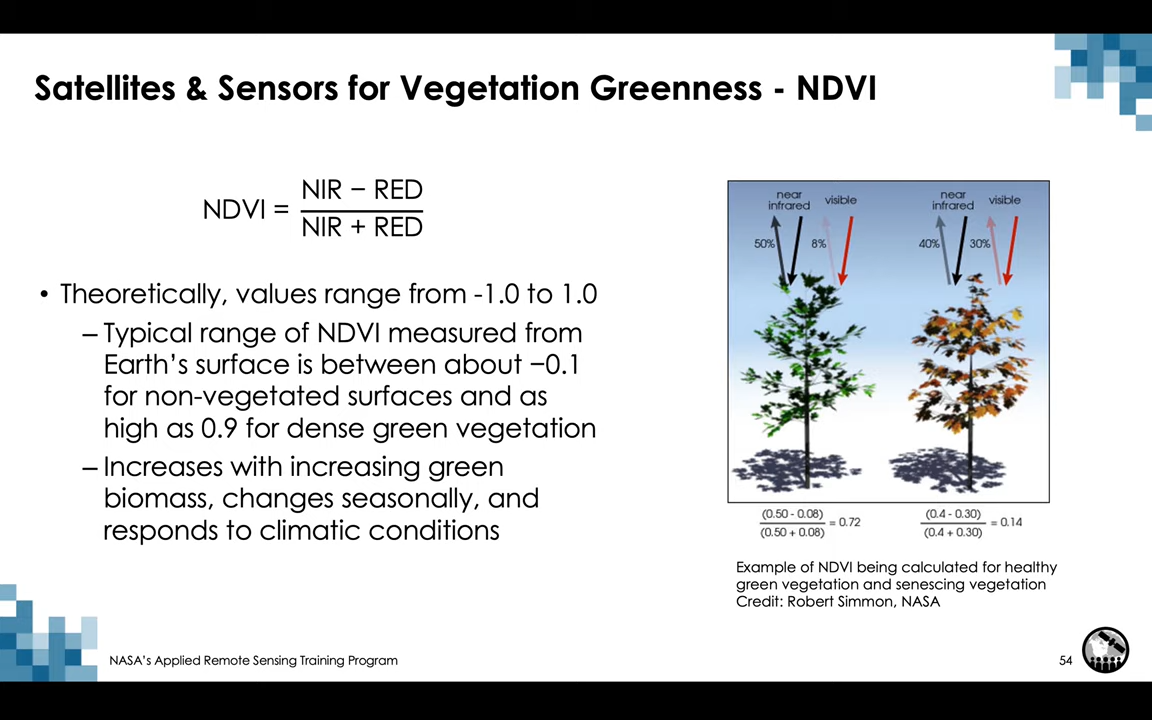 Satellites & Sensors for Vegetation Greenness - NDVI
NDVI = NIR − RED
NIR + RED
• Theoretically, values range from -1.0 to 1.0
– Typical range of NDVI measured from
Earth's surface is between about −0.1
for non-vegetated surfaces and as
high as 0.9 for dense green vegetation
– Increases with increasing green
biomass, changes seasonally, and
responds to climatic conditions
near
infrared
visible
near
infrared
visible
50% 8% 40% 30%
(0.50 - 0.08)
(0.50 + 0.08)
= 0.72
(0.4 - 0.30)
(0.4 + 0.30)
= 0.14
Example of NDVI being calculated for healthy
green vegetation and senescing vegetation
Credit: Robert Simmon, NASA
NASA's Applied Remote Sensing Training Program
54